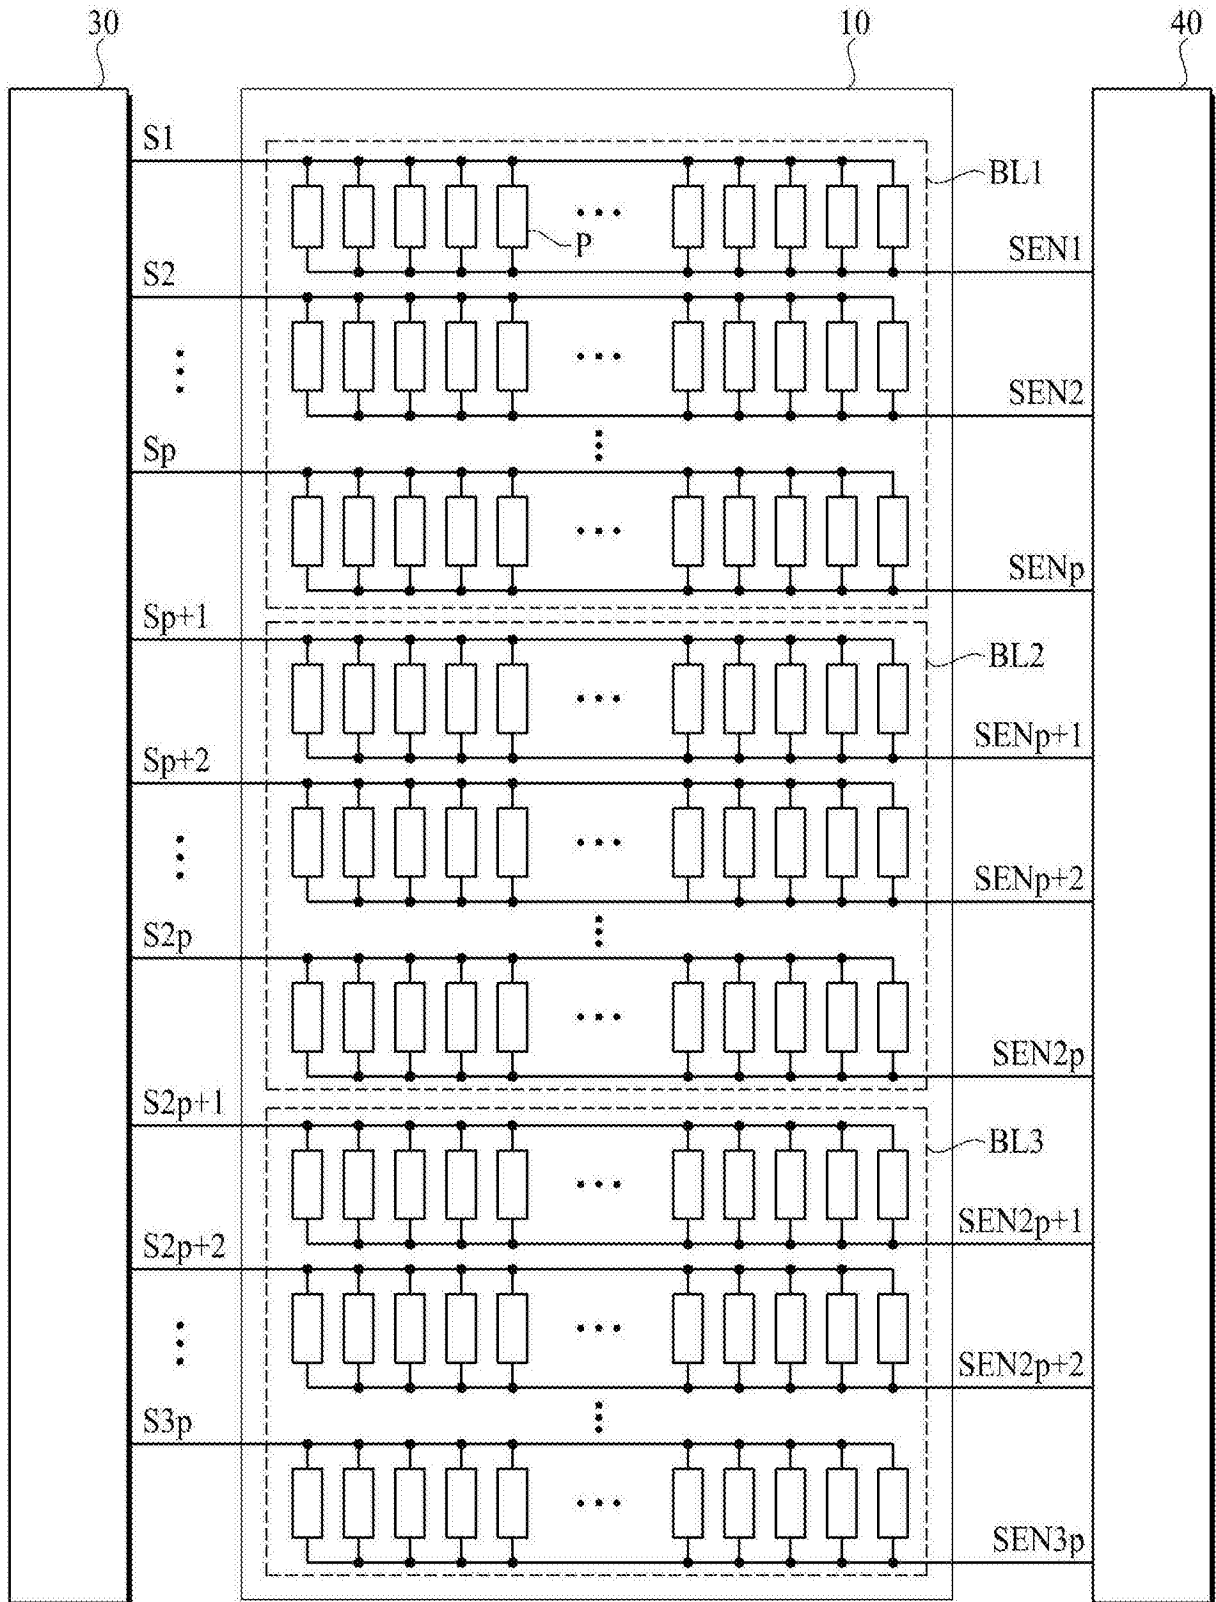 30
10
40
S1
BL1
P
SEN1
S2
SEN2
Sp
SENp
Sp+1
BL2
SENp+1
Sp+2
SENp+2
S2p
SEN2p
S2p+1
BL3
SEN2p+1
S2p+2
SEN2p+2
S3p
SEN3p